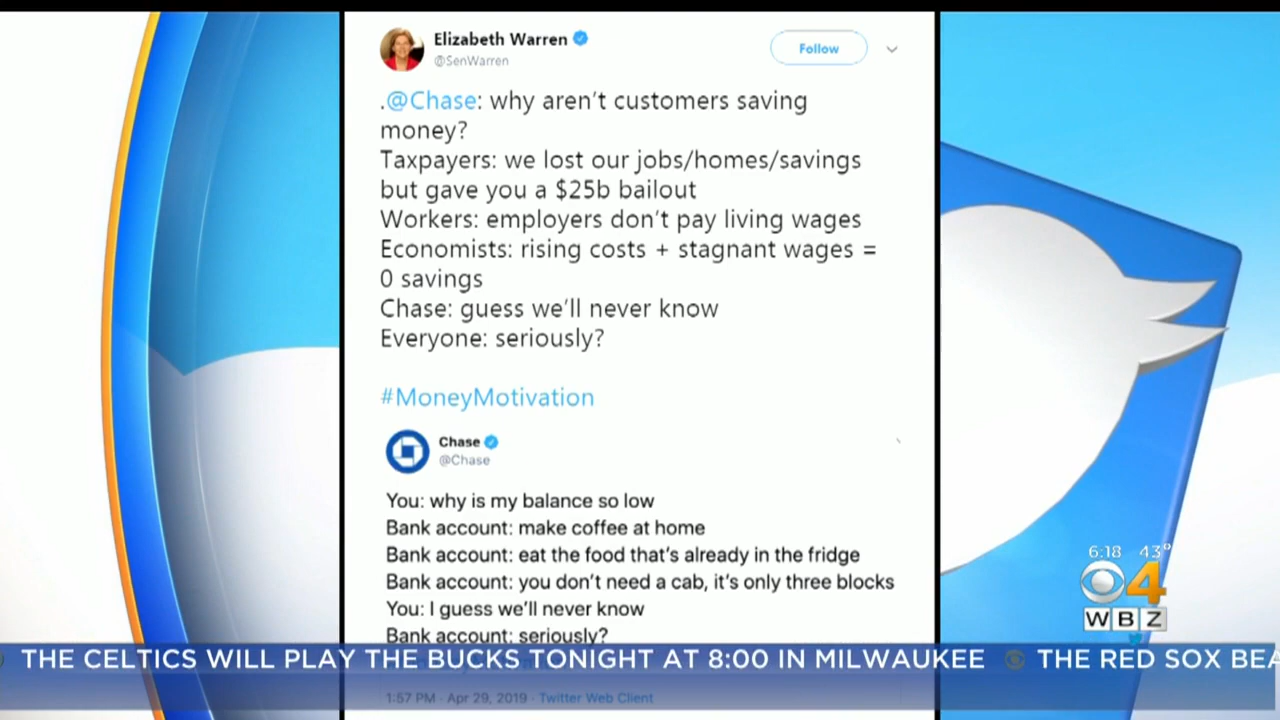 Elizabeth Warren
@SenWarren
Follow
.@Chase: why aren't customers saving
money?
Taxpayers: we lost our jobs/homes/savings
but gave you a $25b bailout
Workers: employers don't pay living wages
Economists: rising costs + stagnant wages =
0 savings
Chase: guess we'll never know
Everyone: seriously?
#MoneyMotivation
Chase
@Chase
You: why is my balance so low
Bank account: make coffee at home
Bank account: eat the food that's already in the fridge
Bank account: you don't need a cab, it's only three blocks
You: I guess we'll never know
Bank account: seriously?
6:18 43°
4
WBZ
THE CELTICS WILL PLAY THE BUCKS TONIGHT AT 8:00 IN MILWAUKEE THE RED SOX BEA
1:57 PM · Apr 29, 2019 · Twitter Web Client